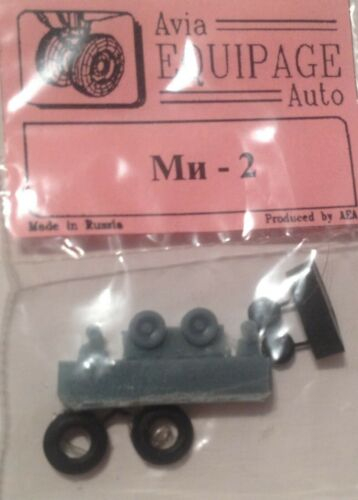 Avia
EQUIPAGE
Auto
Ми - 2
Made in Russia
Produced by AEA